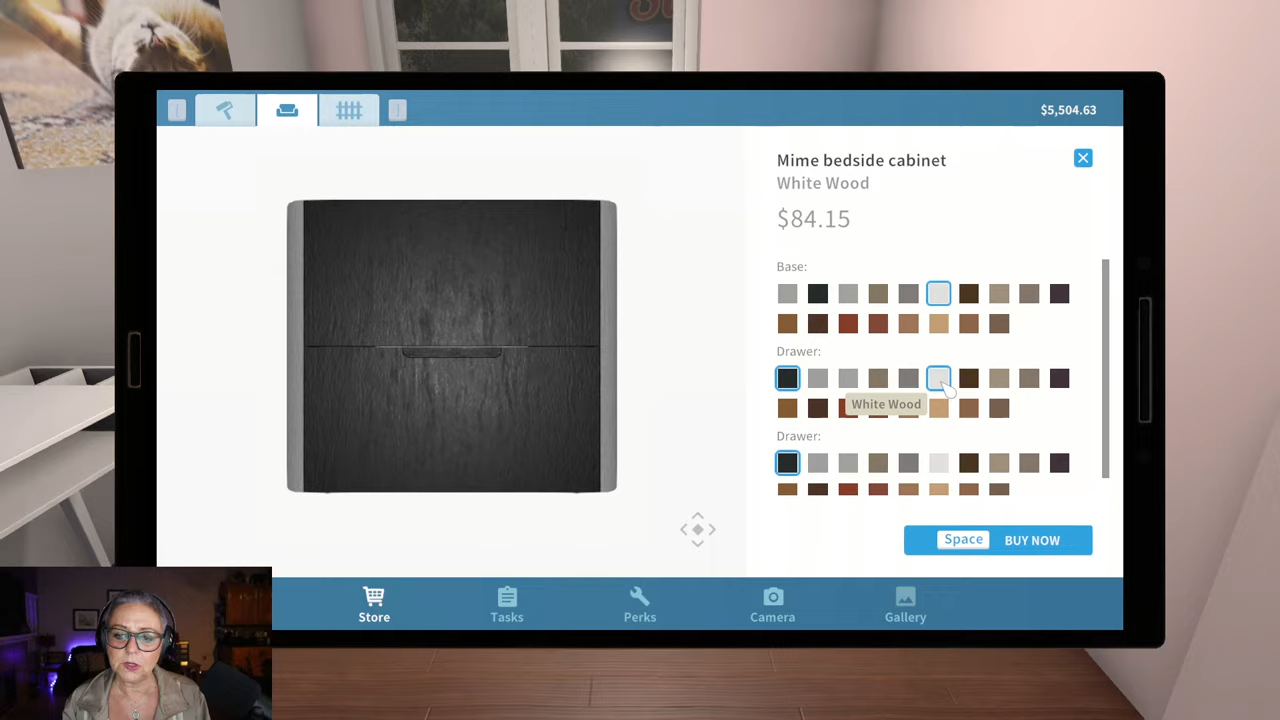 $5,504.63
Mime bedside cabinet
White Wood
$84.15
Base:
Drawer:
White Wood
Drawer:
Space BUY NOW
Store Tasks Perks Camera Gallery